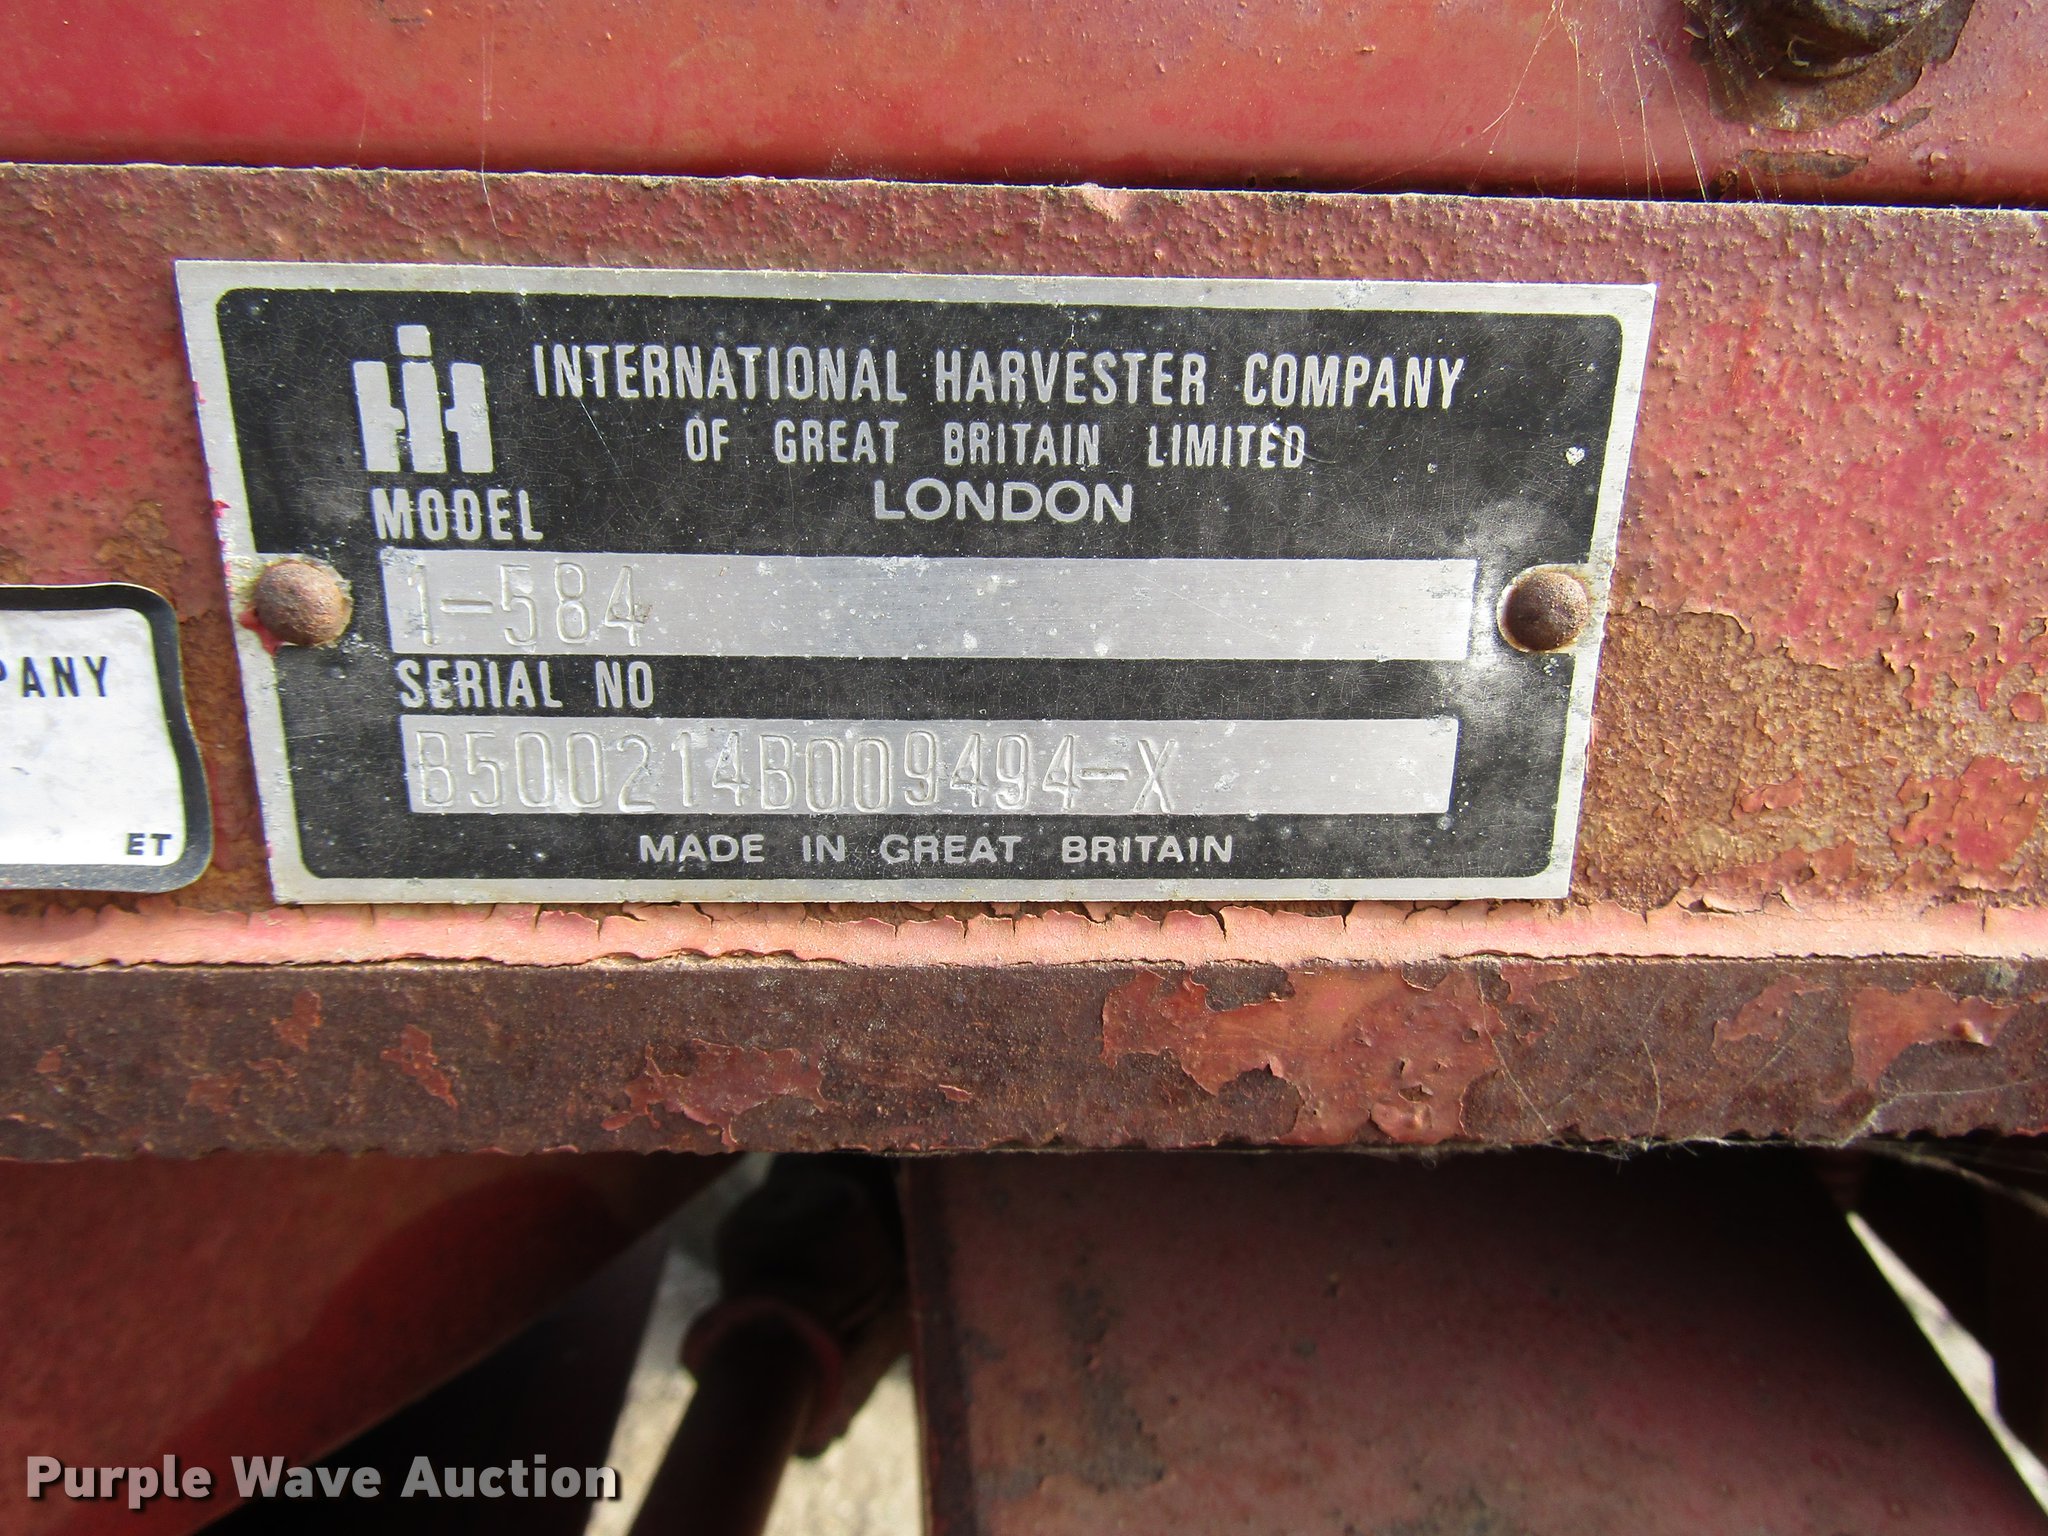 IH INTERNATIONAL HARVESTER COMPANY
OF GREAT BRITAIN LIMITED
LONDON
MODEL
1-584
SERIAL NO
B500214B009494-X
MADE IN GREAT BRITAIN
PANY
ET
Purple Wave Auction